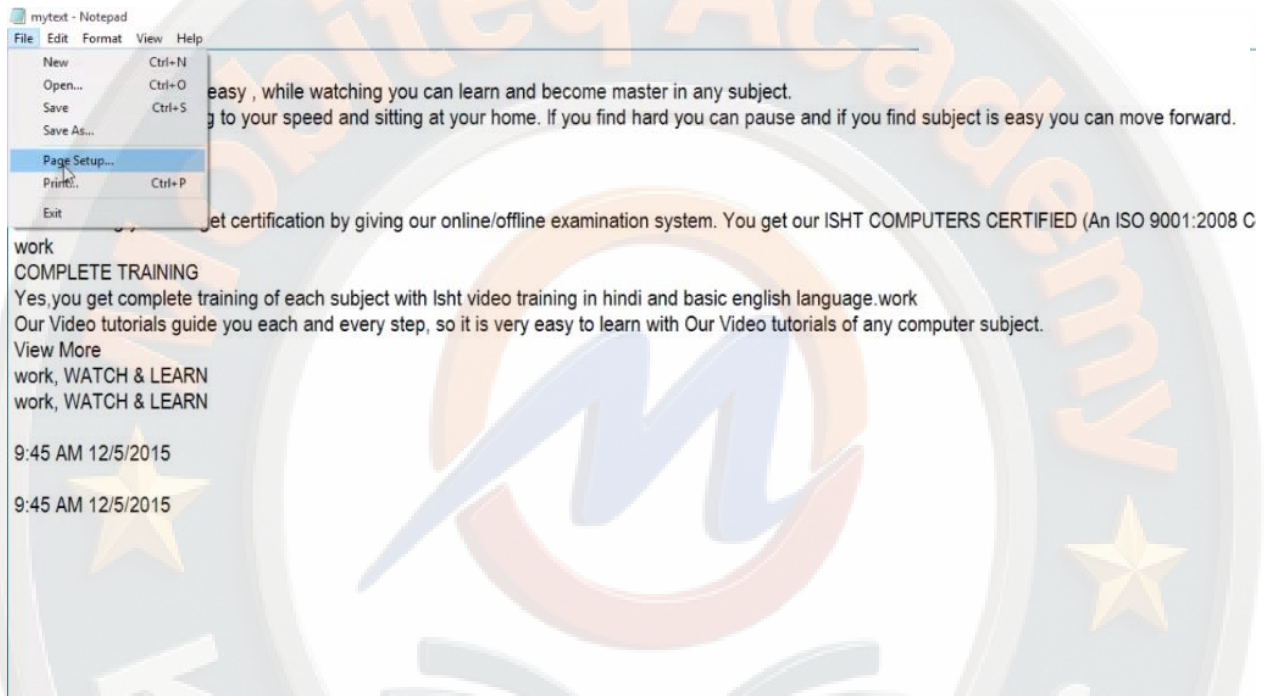 mytext - Notepad
File Edit Format View Help
New Ctrl+N
Open... Ctrl+O
Save Ctrl+S
Save As...
Page Setup...
Print... Ctrl+P
Exit
easy , while watching you can learn and become master in any subject.
to your speed and sitting at your home. If you find hard you can pause and if you find subject is easy you can move forward.
certification by giving our online/offline examination system. You get our ISHT COMPUTERS CERTIFIED (An ISO 9001:2008 C
work
COMPLETE TRAINING
Yes,you get complete training of each subject with Isht video training in hindi and basic english language.work
Our Video tutorials guide you each and every step, so it is very easy to learn with Our Video tutorials of any computer subject.
View More
work, WATCH & LEARN
work, WATCH & LEARN
9:45 AM 12/5/2015
9:45 AM 12/5/2015
Mobiteq Academy